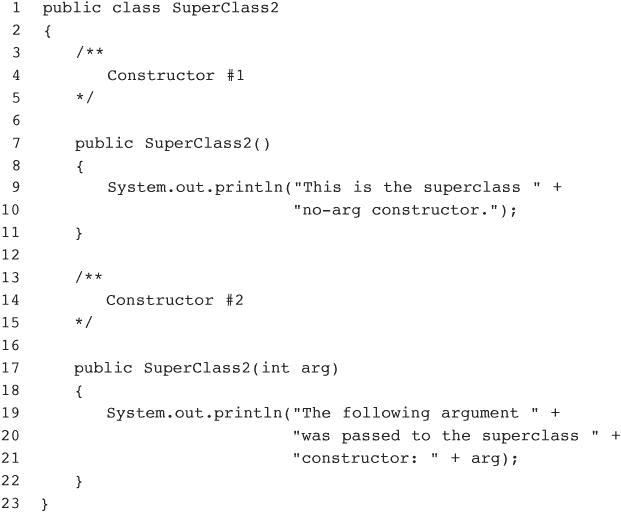 1 public class SuperClass2
2 {
3 /**
4 Constructor #1
5 */
6
7 public SuperClass2()
8 {
9 System.out.println("This is the superclass " +
10 "no-arg constructor.");
11 }
12
13 /**
14 Constructor #2
15 */
16
17 public SuperClass2(int arg)
18 {
19 System.out.println("The following argument " +
20 "was passed to the superclass " +
21 "constructor: " + arg);
22 }
23 }